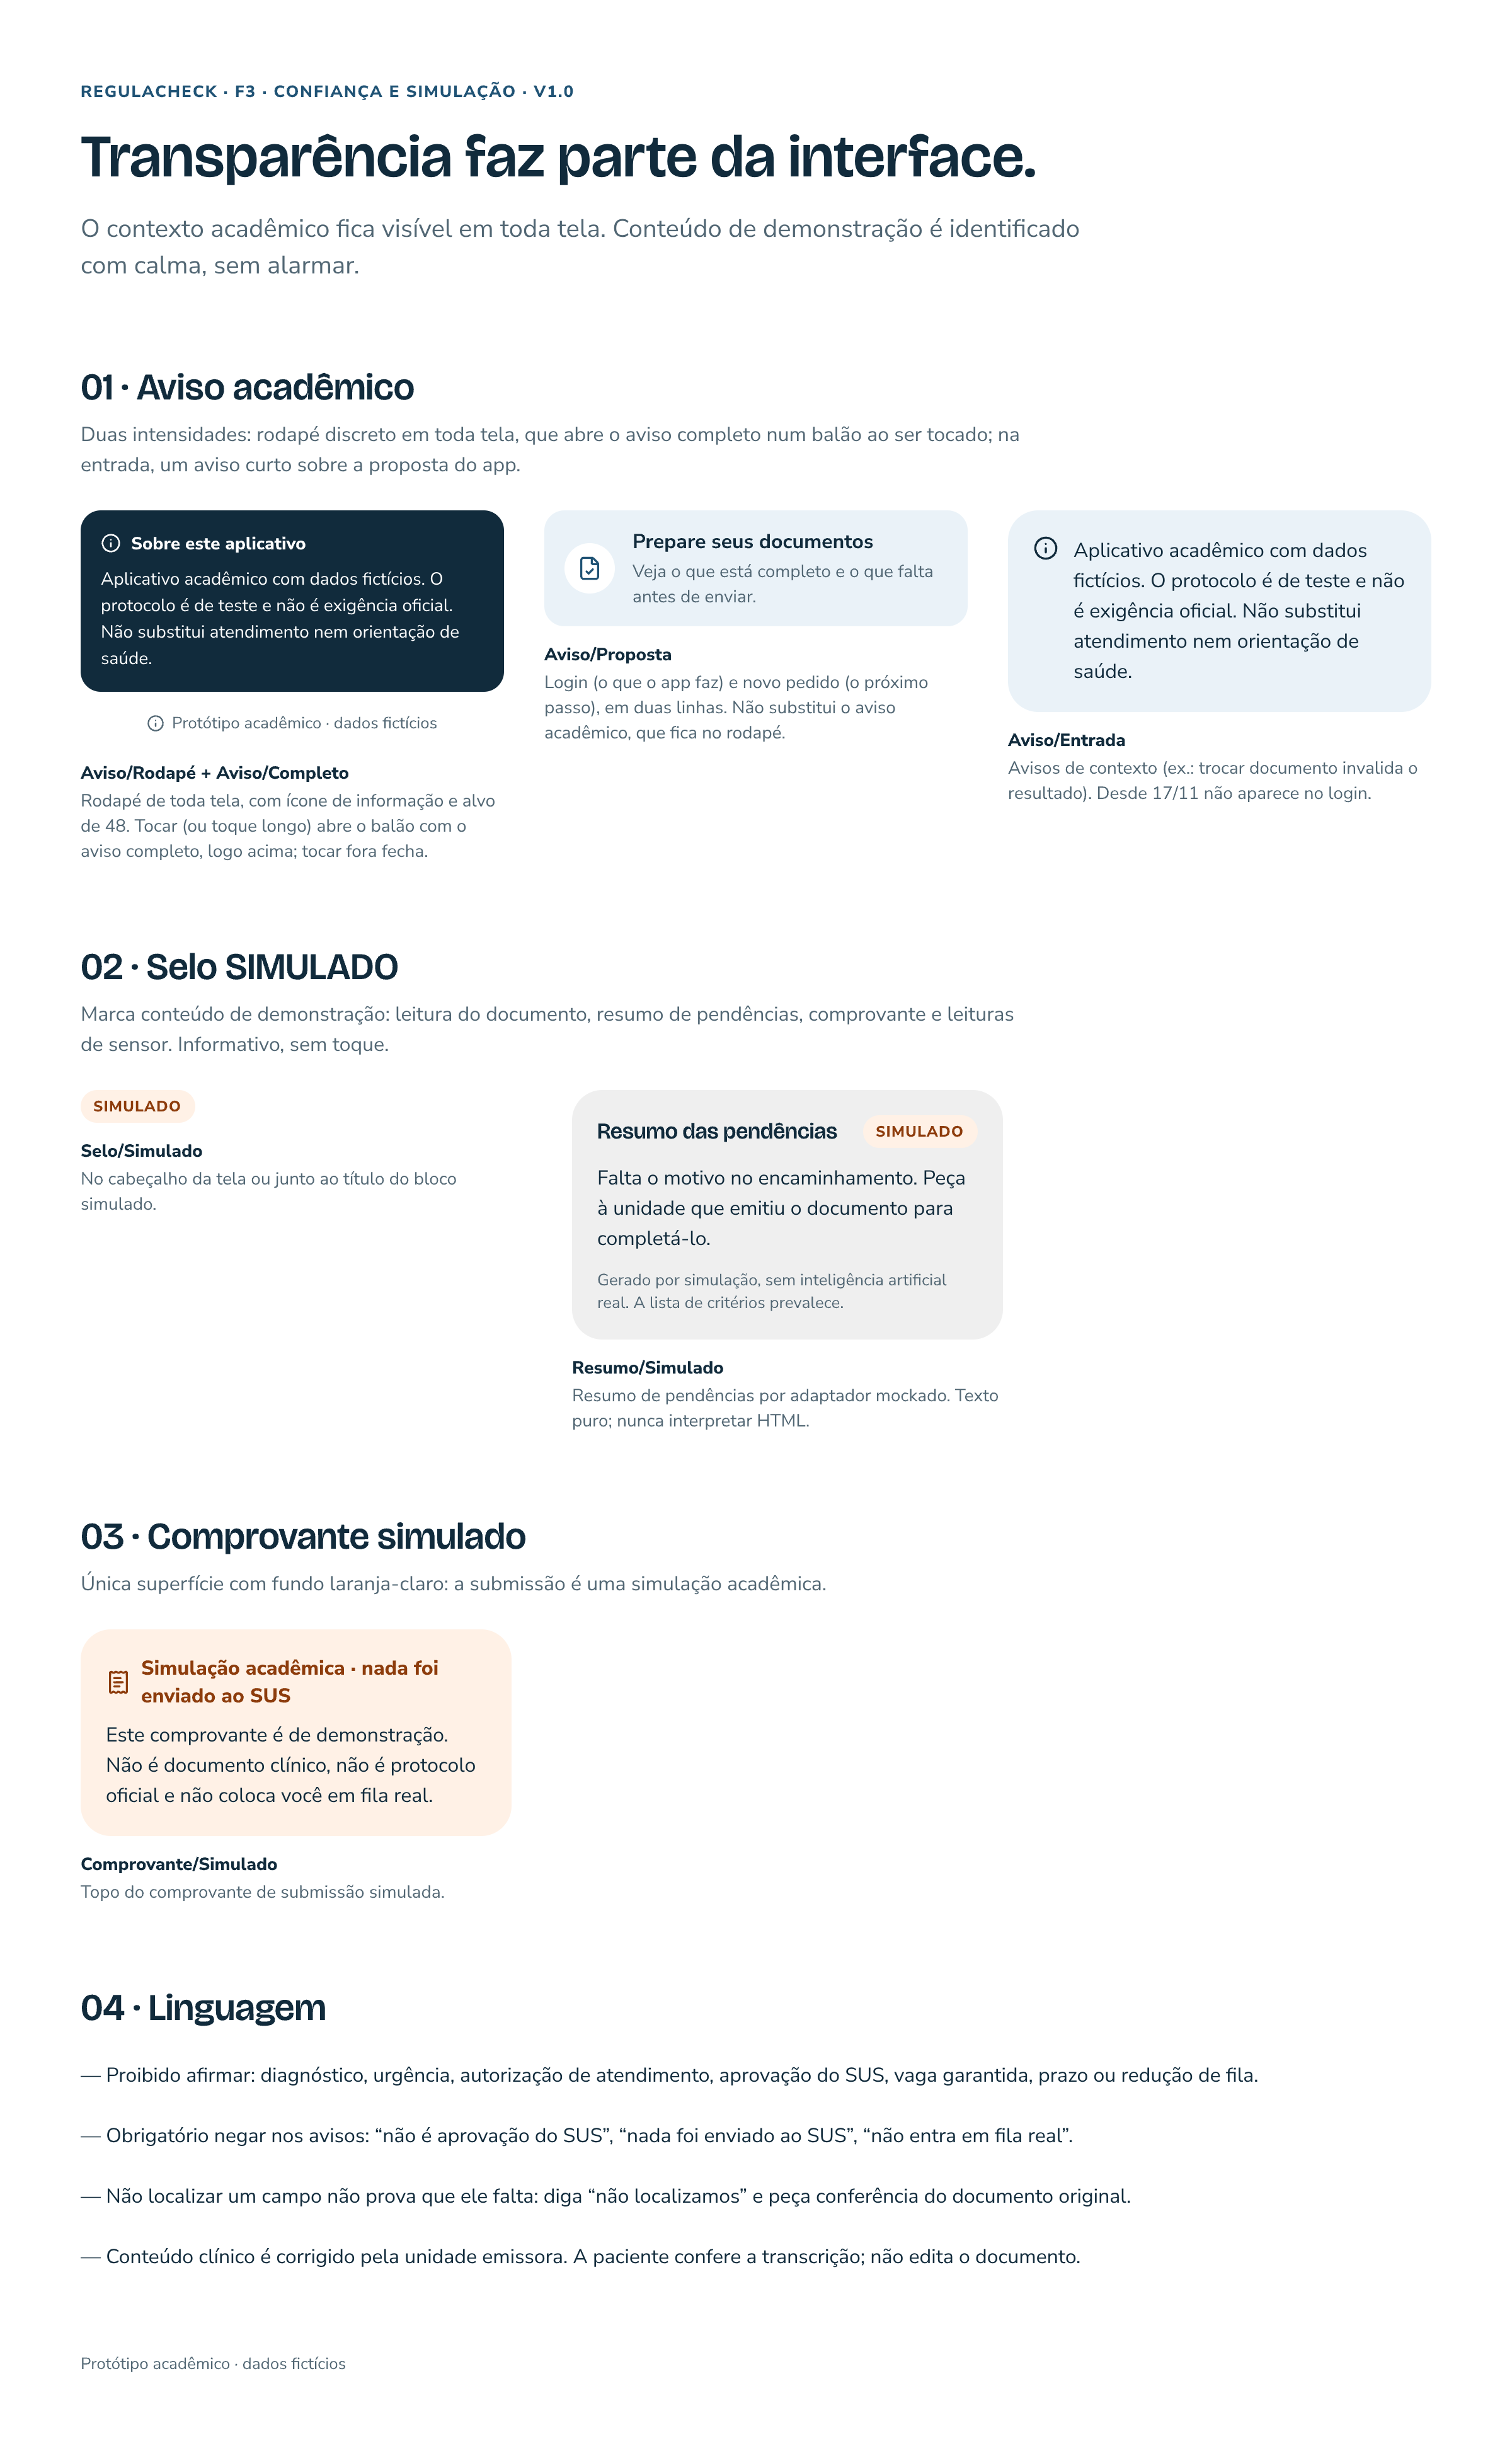 REGULACHECK · F3 · CONFIANÇA E SIMULAÇÃO · V1.0
Transparência faz parte da interface.
O contexto acadêmico fica visível em toda tela. Conteúdo de demonstração é identificado
com calma, sem alarmar.
01 · Aviso acadêmico
Duas intensidades: rodapé discreto em toda tela, que abre o aviso completo num balão ao ser tocado; na
entrada, um aviso curto sobre a proposta do app.
Sobre este aplicativo
Aplicativo acadêmico com dados fictícios. O
protocolo é de teste e não é exigência oficial.
Não substitui atendimento nem orientação de
saúde.
Protótipo acadêmico · dados fictícios
Aviso/Rodapé + Aviso/Completo
Rodapé de toda tela, com ícone de informação e alvo
de 48. Tocar (ou toque longo) abre o balão com o
aviso completo, logo acima; tocar fora fecha.
Prepare seus documentos
Veja o que está completo e o que falta
antes de enviar.
Aviso/Proposta
Login (o que o app faz) e novo pedido (o próximo
passo), em duas linhas. Não substitui o aviso
acadêmico, que fica no rodapé.
Aplicativo acadêmico com dados
fictícios. O protocolo é de teste e não
é exigência oficial. Não substitui
atendimento nem orientação de
saúde.
Aviso/Entrada
Avisos de contexto (ex.: trocar documento invalida o
resultado). Desde 17/11 não aparece no login.
02 · Selo SIMULADO
Marca conteúdo de demonstração: leitura do documento, resumo de pendências, comprovante e leituras
de sensor. Informativo, sem toque.
SIMULADO
Selo/Simulado
No cabeçalho da tela ou junto ao título do bloco
simulado.
Resumo das pendências SIMULADO
Falta o motivo no encaminhamento. Peça
à unidade que emitiu o documento para
completá-lo.
Gerado por simulação, sem inteligência artificial
real. A lista de critérios prevalece.
Resumo/Simulado
Resumo de pendências por adaptador mockado. Texto
puro; nunca interpretar HTML.
03 · Comprovante simulado
Única superfície com fundo laranja-claro: a submissão é uma simulação acadêmica.
Simulação acadêmica · nada foi
enviado ao SUS
Este comprovante é de demonstração.
Não é documento clínico, não é protocolo
oficial e não coloca você em fila real.
Comprovante/Simulado
Topo do comprovante de submissão simulada.
04 · Linguagem
— Proibido afirmar: diagnóstico, urgência, autorização de atendimento, aprovação do SUS, vaga garantida, prazo ou redução de fila.
— Obrigatório negar nos avisos: “não é aprovação do SUS”, “nada foi enviado ao SUS”, “não entra em fila real”.
— Não localizar um campo não prova que ele falta: diga “não localizamos” e peça conferência do documento original.
— Conteúdo clínico é corrigido pela unidade emissora. A paciente confere a transcrição; não edita o documento.
Protótipo acadêmico · dados fictícios